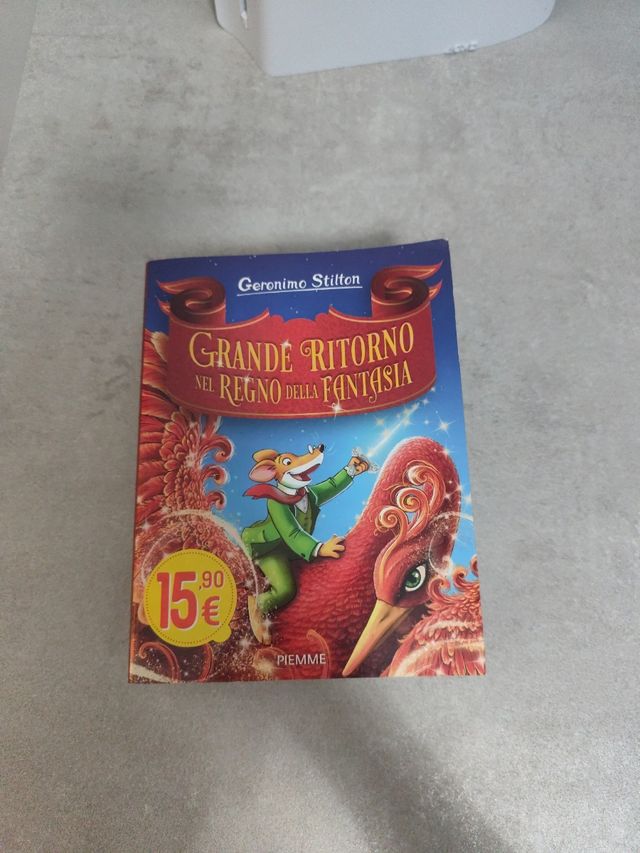 Geronimo Stilton
GRANDE RITORNO
NEL REGNO DELLA FANTASIA
15,90
€
PIEMME